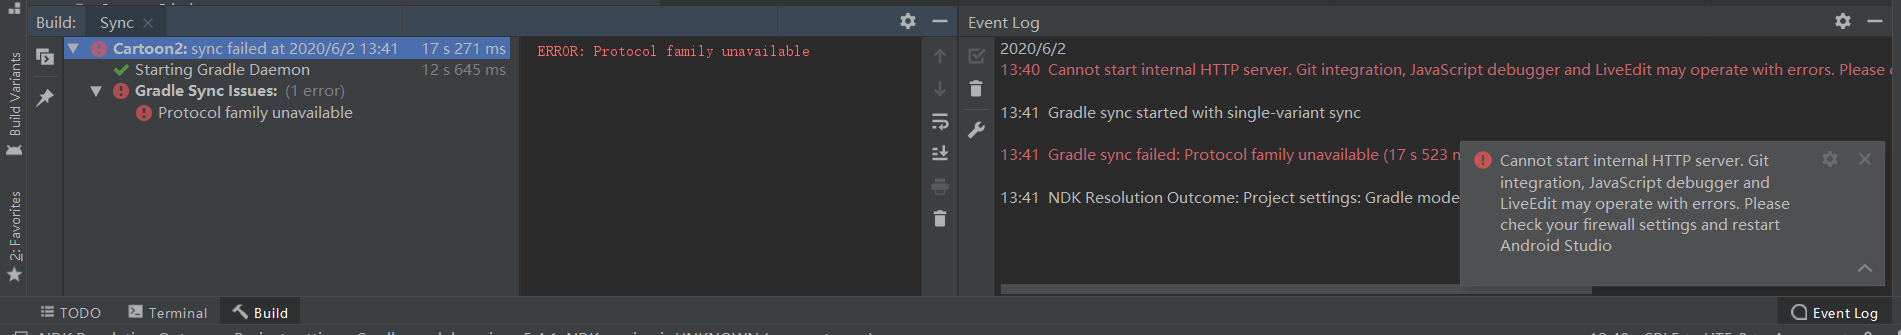 Build: Sync
Cartoon2: sync failed at 2020/6/2 13:41 17 s 271 ms
Starting Gradle Daemon 12 s 645 ms
Gradle Sync Issues: (1 error)
Protocol family unavailable
ERROR: Protocol family unavailable
Event Log
2020/6/2
13:40 Cannot start internal HTTP server. Git integration, JavaScript debugger and LiveEdit may operate with errors. Please
13:41 Gradle sync started with single-variant sync
13:41 Gradle sync failed: Protocol family unavailable (17 s 523 m
13:41 NDK Resolution Outcome: Project settings: Gradle mode
Cannot start internal HTTP server. Git
integration, JavaScript debugger and
LiveEdit may operate with errors. Please
check your firewall settings and restart
Android Studio
Build Variants
2: Favorites
TODO Terminal Build
Event Log